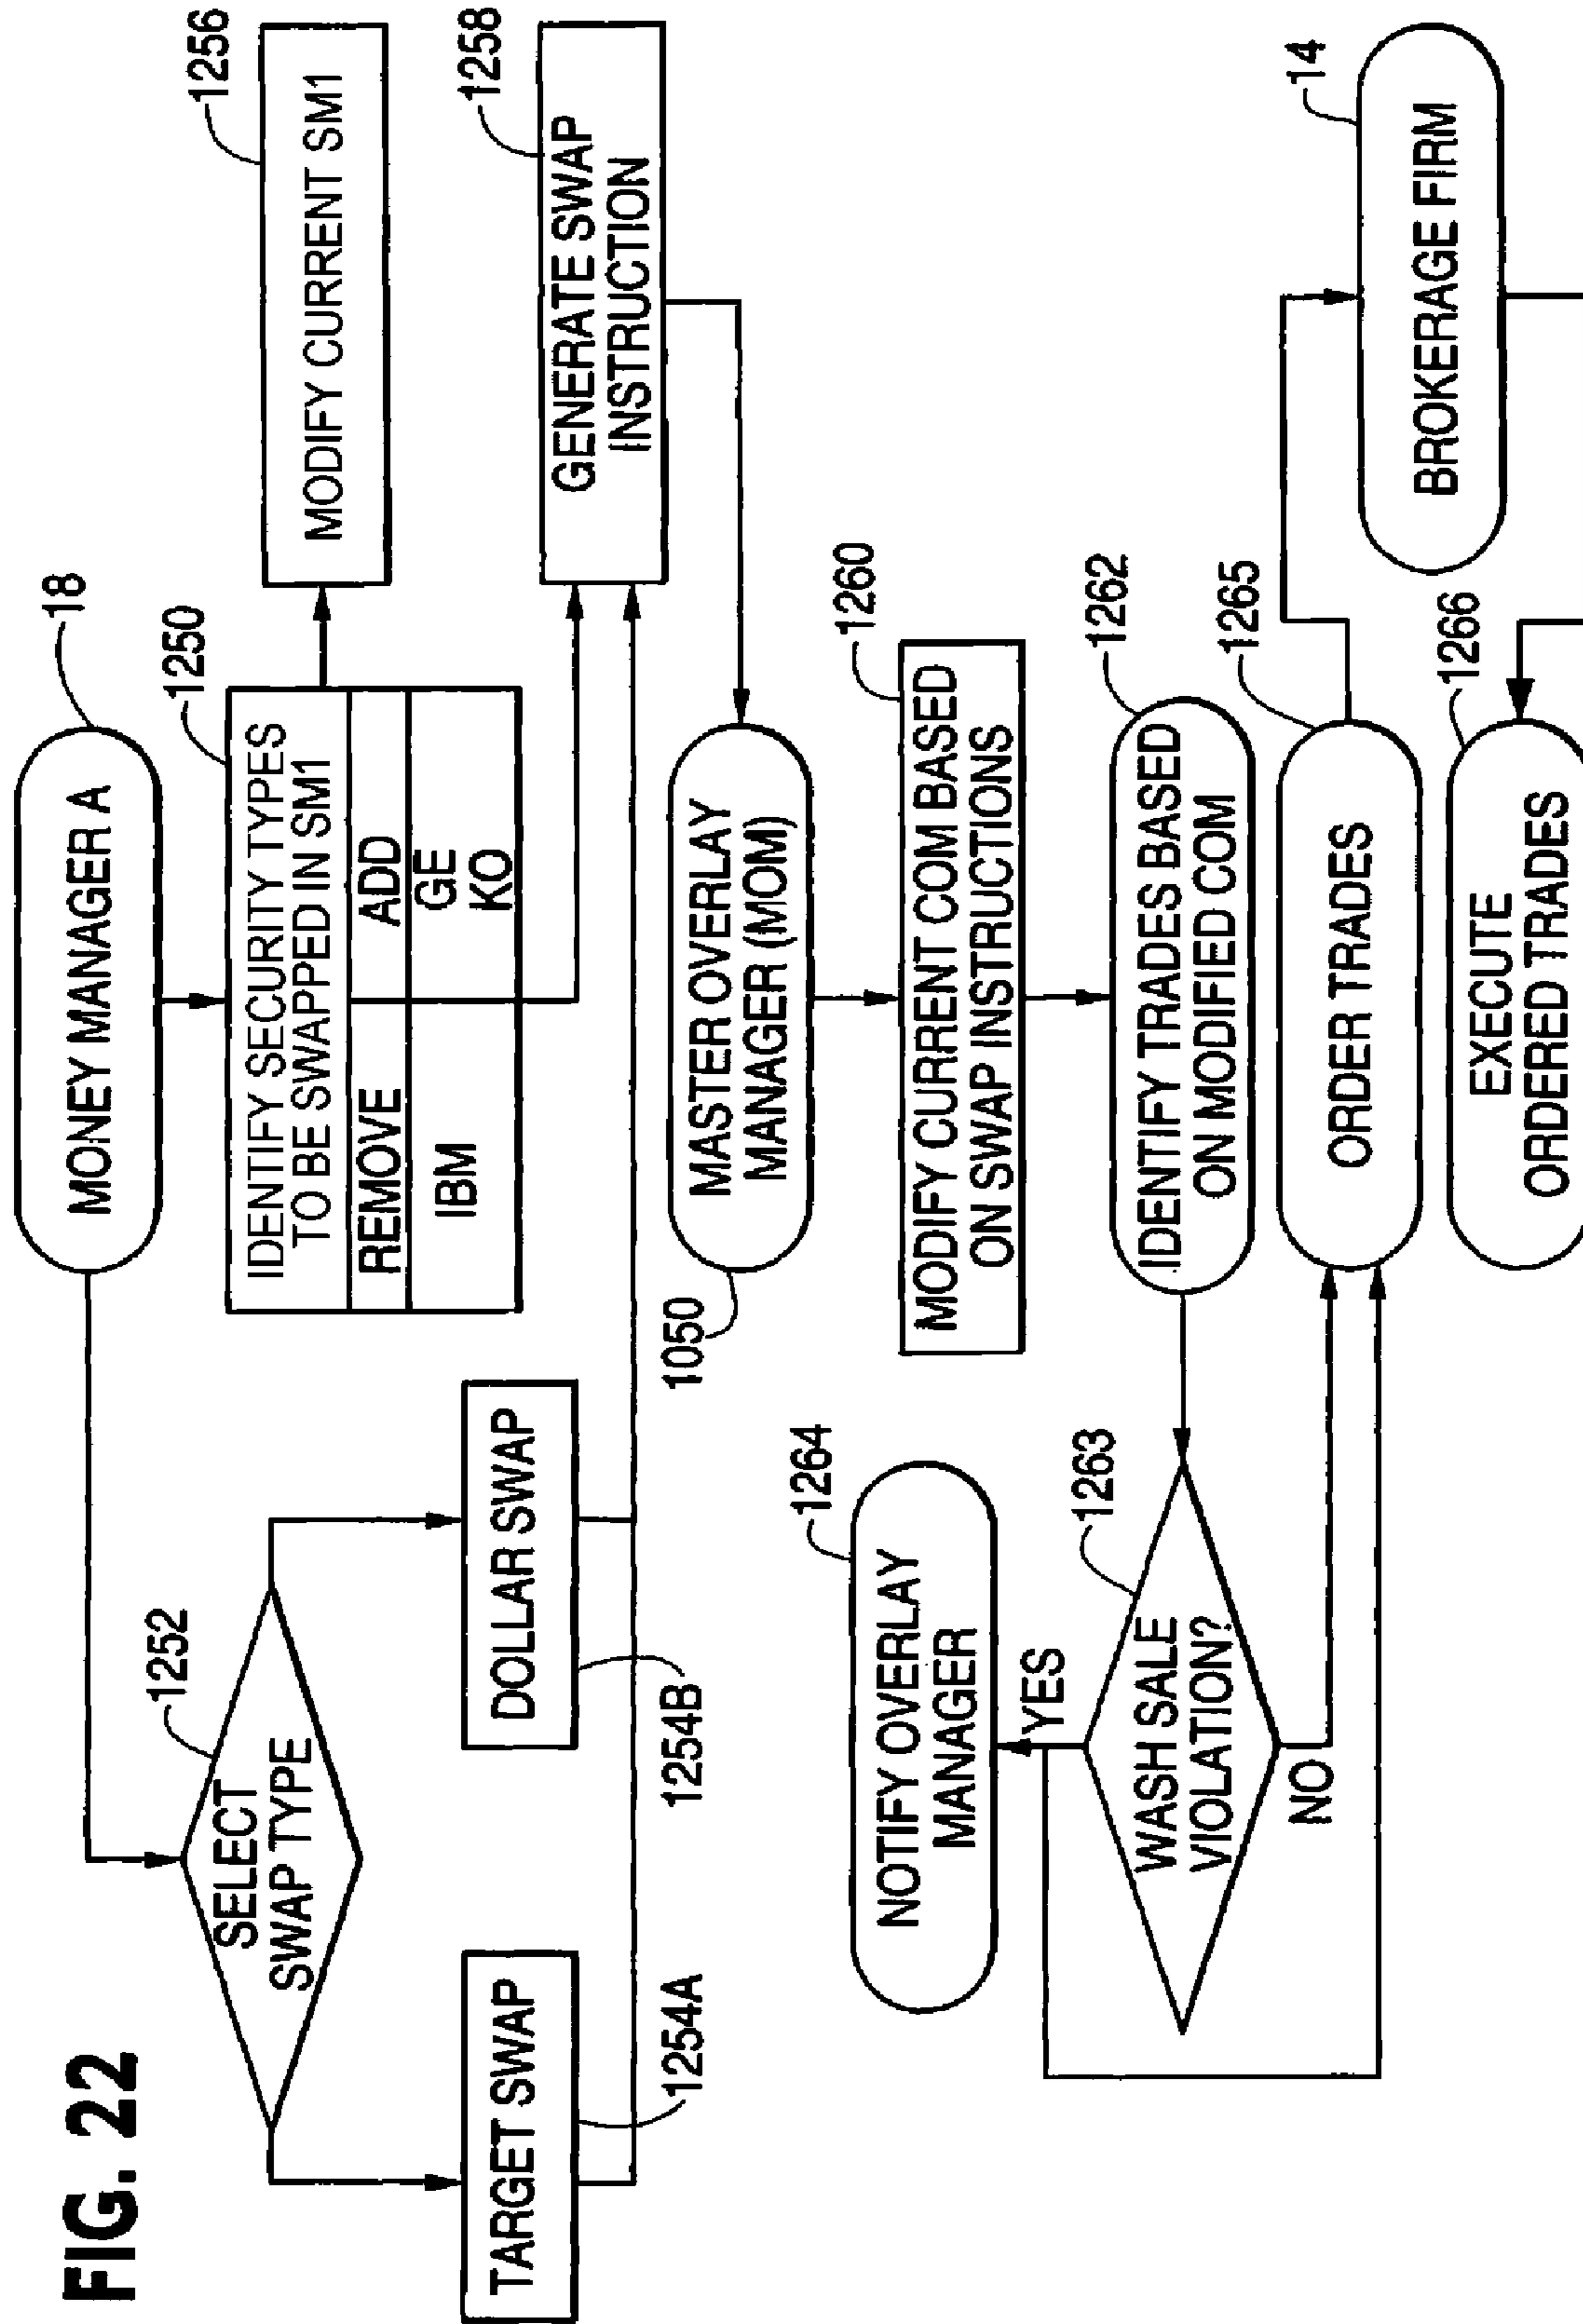 FIG. 22
MONEY MANAGER A
18
SELECT
SWAP TYPE
1252
IDENTIFY SECURITY TYPES
TO BE SWAPPED IN SM1
1250
REMOVE
ADD
IBM
GE
KO
MODIFY CURRENT SM1
1256
TARGET SWAP
1254A
DOLLAR SWAP
1254B
GENERATE SWAP
INSTRUCTION
1258
MASTER OVERLAY
MANAGER (MOM)
1050
MODIFY CURRENT COM BASED
ON SWAP INSTRUCTIONS
1260
NOTIFY OVERLAY
MANAGER
1264
YES
WASH SALE
VIOLATION?
1263
NO
IDENTIFY TRADES BASED
ON MODIFIED COM
1262
ORDER TRADES
1265
BROKERAGE FIRM
14
EXECUTE
ORDERED TRADES
1266